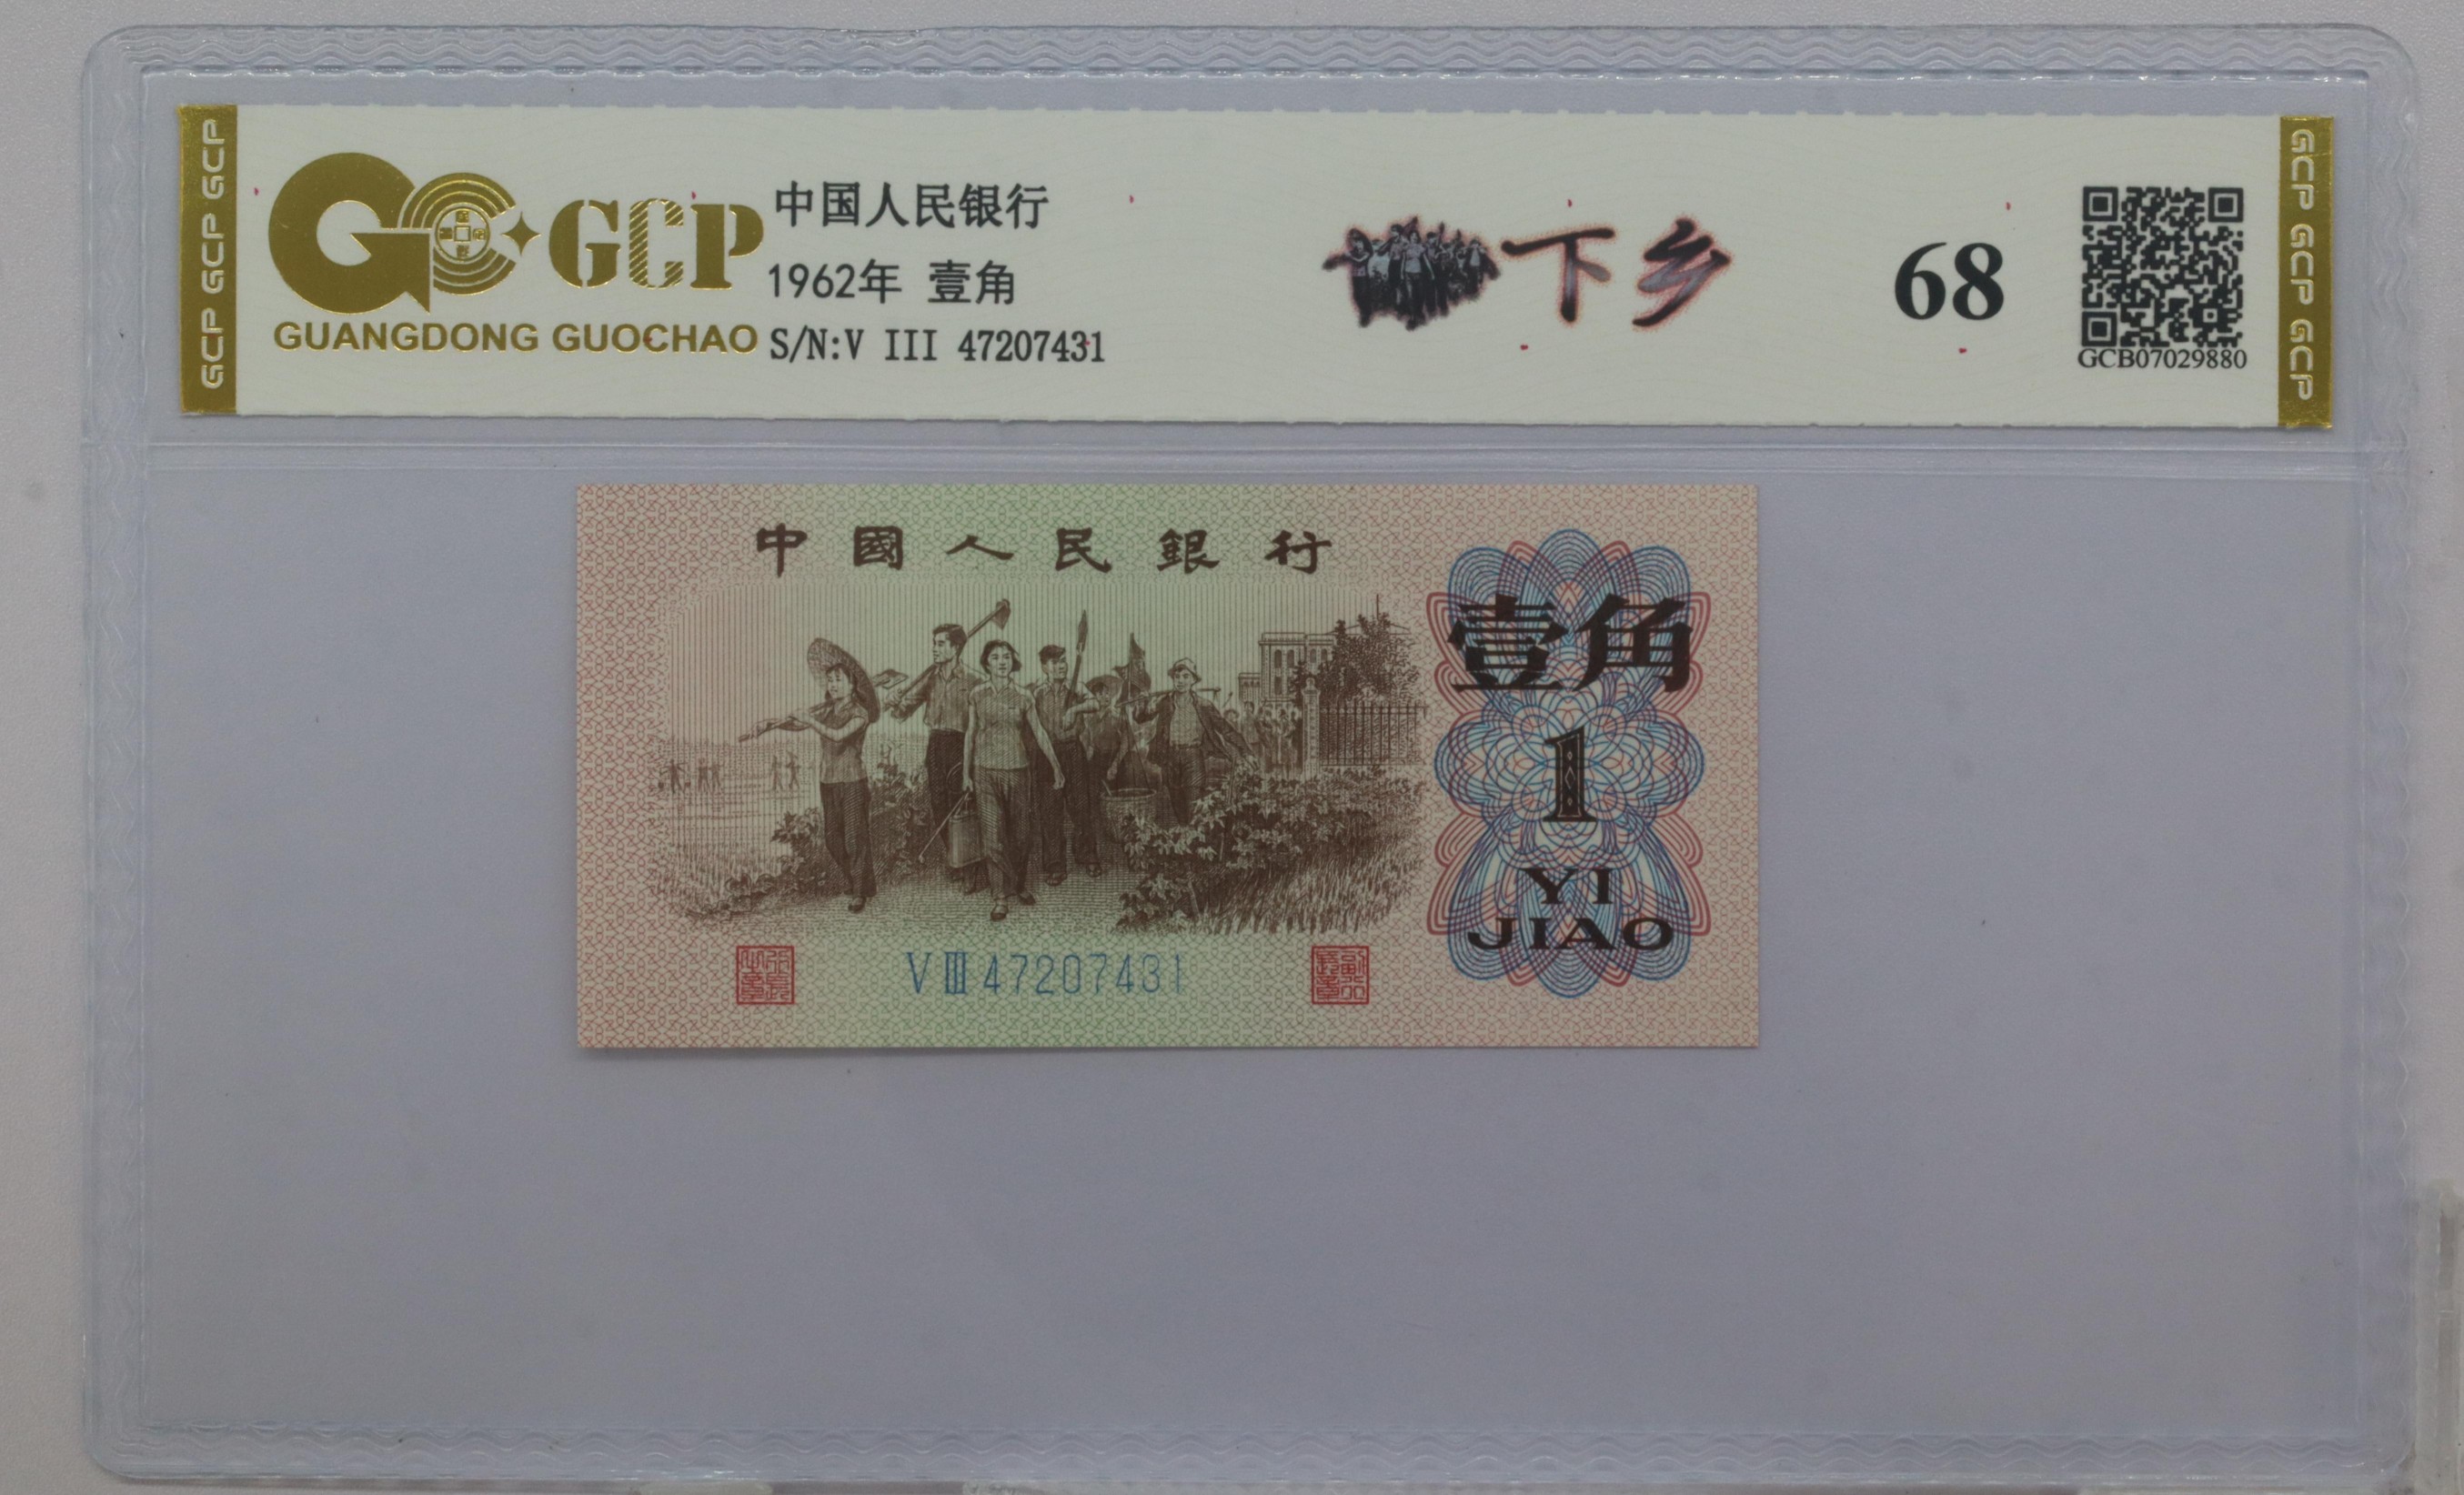 GCP GCP GCP
GCP
GUANGDONG GUOCHAO
中国人民银行
1962年 壹角
S/N:V III 47207431
下乡
68
GCB07029880
GCP GCP GCP
中國人民銀行
壹角
1
YI
JIAO
V III 47207431